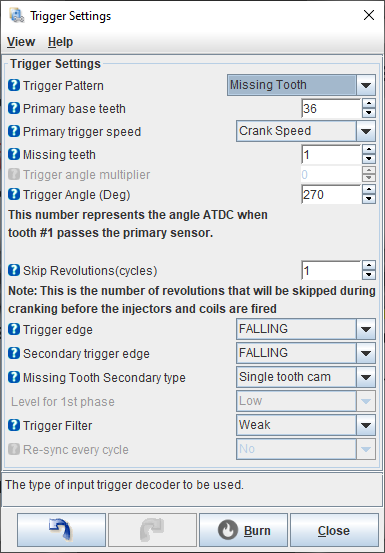 Trigger Settings
View Help
Trigger Settings
? Trigger Pattern Missing Tooth
? Primary base teeth 36
? Primary trigger speed Crank Speed
? Missing teeth 1
? Trigger angle multiplier 0
? Trigger Angle (Deg) 270
This number represents the angle ATDC when
tooth #1 passes the primary sensor.
? Skip Revolutions(cycles) 1
Note: This is the number of revolutions that will be skipped during
cranking before the injectors and coils are fired
? Trigger edge FALLING
? Secondary trigger edge FALLING
? Missing Tooth Secondary type Single tooth cam
Level for 1st phase Low
? Trigger Filter Weak
? Re-sync every cycle No
The type of input trigger decoder to be used.
Burn Close